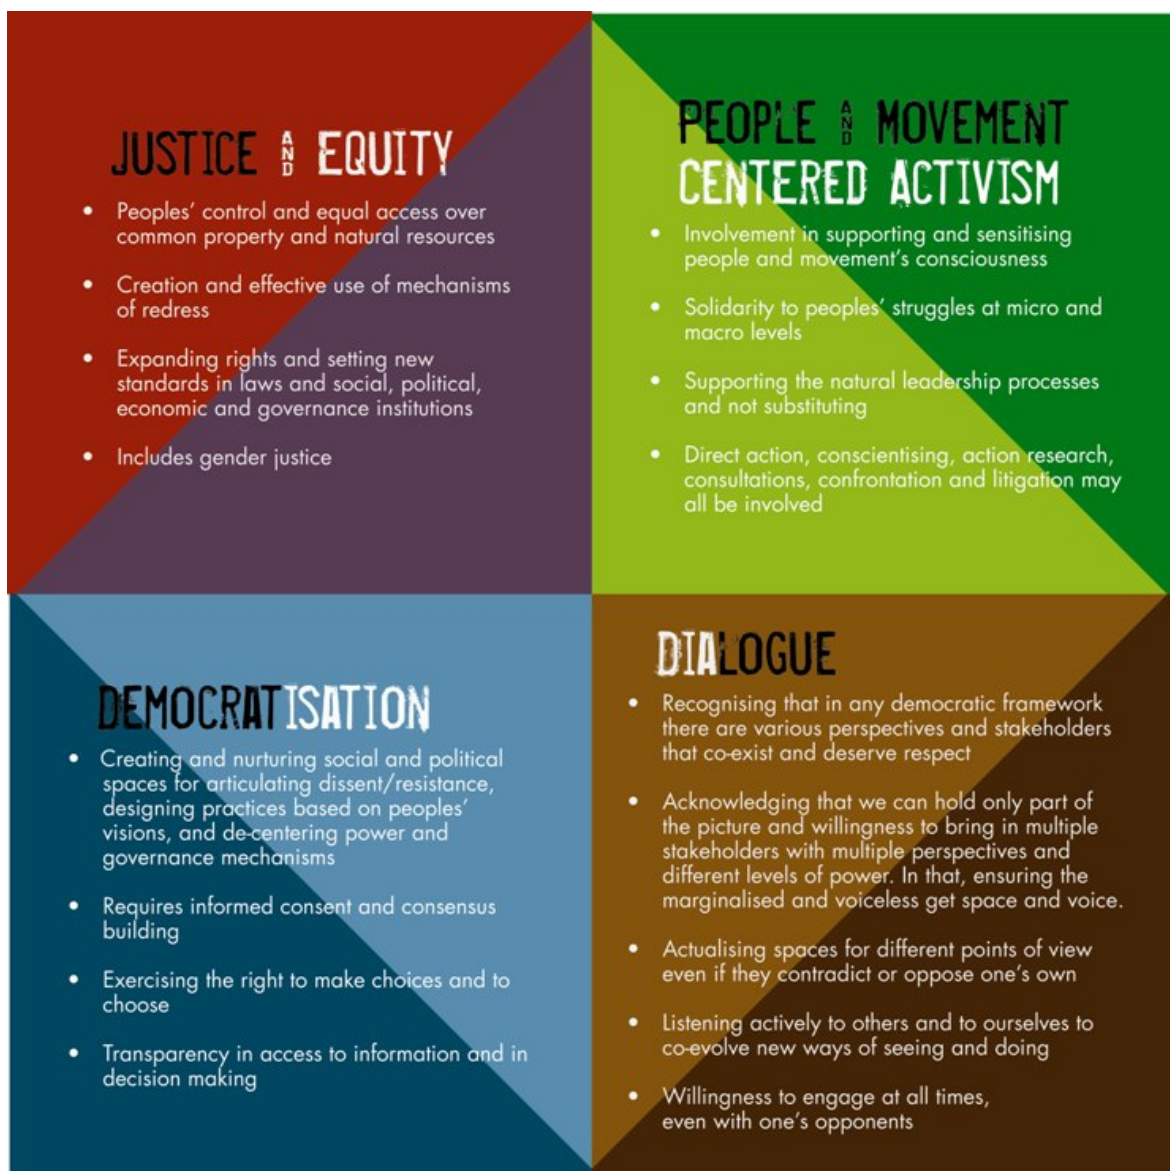 JUSTICE AND EQUITY
• Peoples' control and equal access over
common property and natural resources
• Creation and effective use of mechanisms
of redress
• Expanding rights and setting new
standards in laws and social, political,
economic and governance institutions
• Includes gender justice
PEOPLE AND MOVEMENT
CENTERED ACTIVISM
• Involvement in supporting and sensitising
people and movement's consciousness
• Solidarity to peoples' struggles at micro and
macro levels
• Supporting the natural leadership processes
and not substituting
• Direct action, conscientising, action research,
consultations, confrontation and litigation may
all be involved
DEMOCRATISATION
• Creating and nurturing social and political
spaces for articulating dissent/resistance,
designing practices based on peoples'
visions, and de-centering power and
governance mechanisms
• Requires informed consent and consensus
building
• Exercising the right to make choices and to
choose
• Transparency in access to information and in
decision making
DIALOGUE
• Recognising that in any democratic framework
there are various perspectives and stakeholders
that co-exist and deserve respect
• Acknowledging that we can hold only part of
the picture and willingness to bring in multiple
stakeholders with multiple perspectives and
different levels of power. In that, ensuring the
marginalised and voiceless get space and voice.
• Actualising spaces for different points of view
even if they contradict or oppose one's own
• Listening actively to others and to ourselves to
co-evolve new ways of seeing and doing
• Willingness to engage at all times,
even with one's opponents